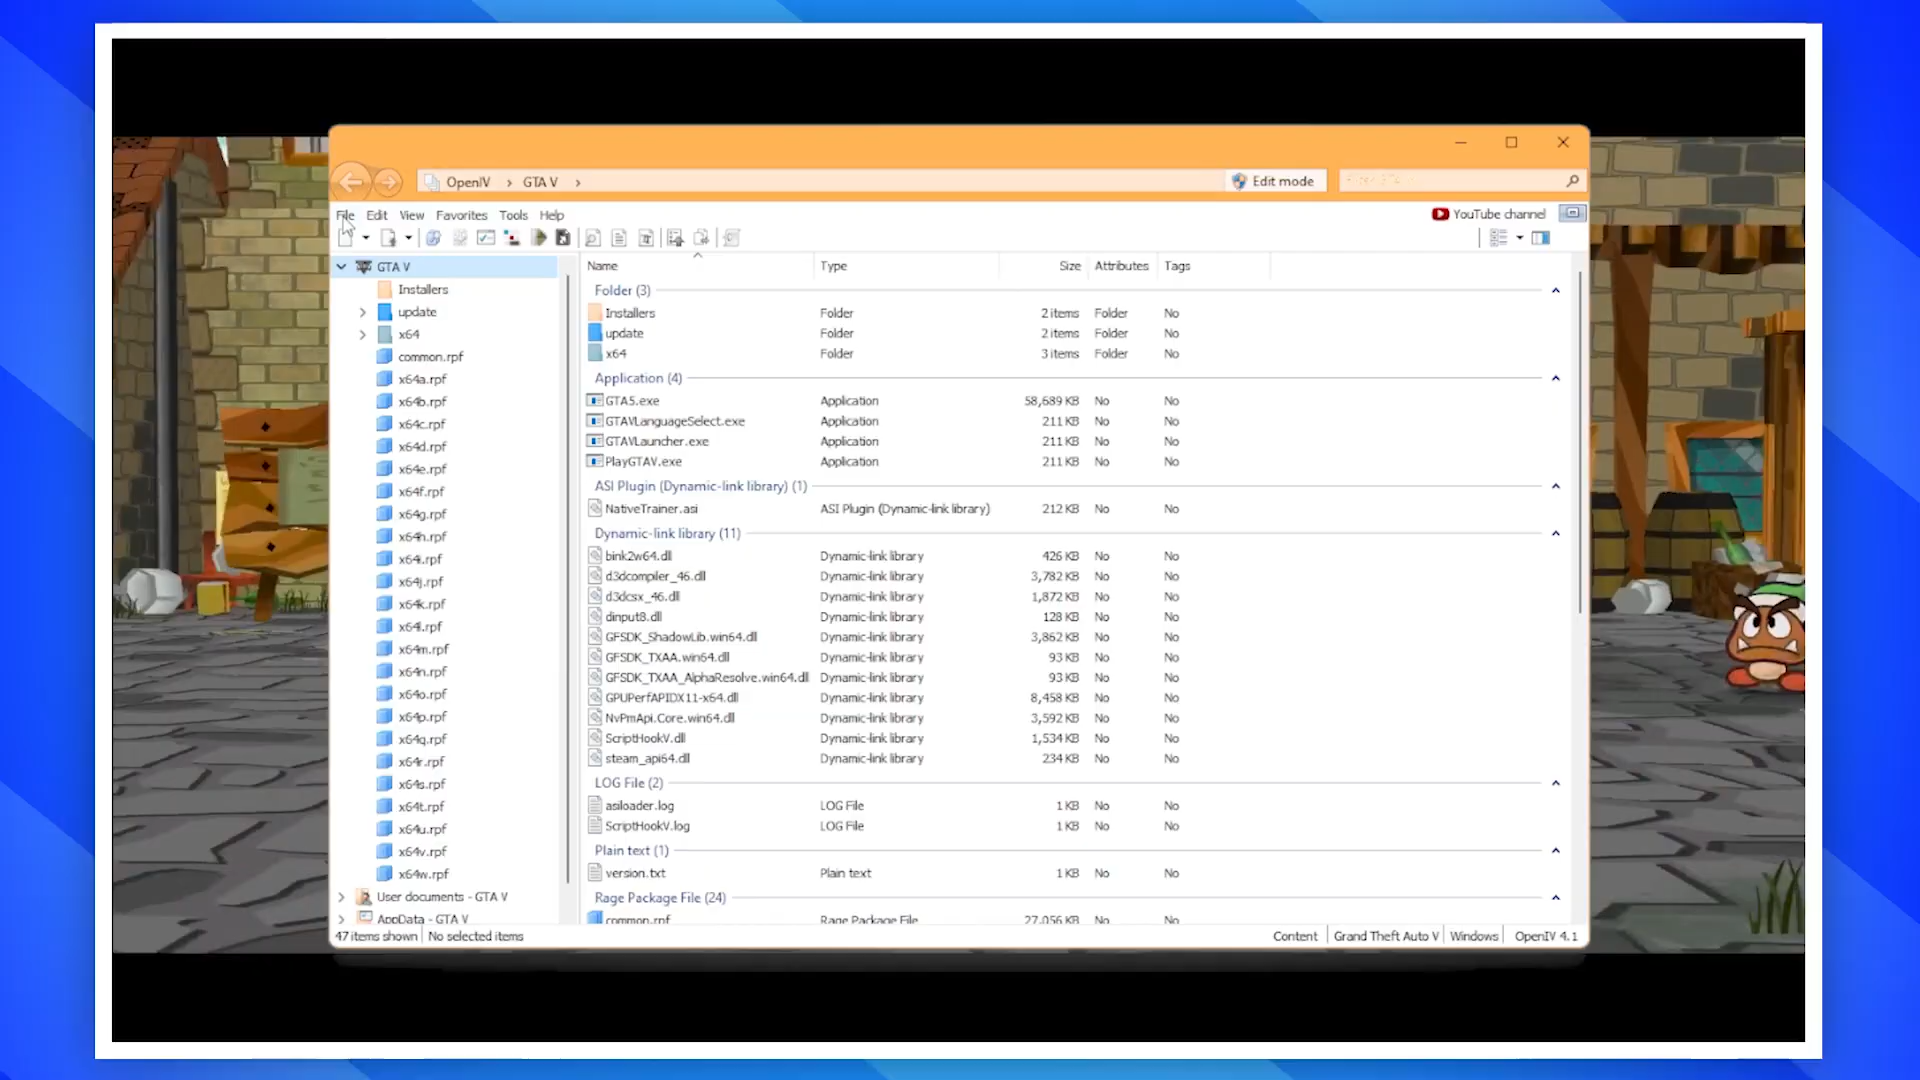 OpenIV > GTA V >
Edit mode
File Edit View Favorites Tools Help
YouTube channel
GTA V
Installers
update
x64
common.rpf
x64a.rpf
x64b.rpf
x64c.rpf
x64d.rpf
x64e.rpf
x64f.rpf
x64g.rpf
x64h.rpf
x64i.rpf
x64j.rpf
x64k.rpf
x64l.rpf
x64m.rpf
x64n.rpf
x64o.rpf
x64p.rpf
x64q.rpf
x64r.rpf
x64s.rpf
x64t.rpf
x64u.rpf
x64v.rpf
x64w.rpf
User documents - GTA V
AppData - GTA V
Name Type Size Attributes Tags
Folder (3)
Installers Folder 2 items Folder No
update Folder 2 items Folder No
x64 Folder 3 items Folder No
Application (4)
GTA5.exe Application 58,689 KB No No
GTAVLanguageSelect.exe Application 211 KB No No
GTAVLauncher.exe Application 211 KB No No
PlayGTAV.exe Application 211 KB No No
ASI Plugin (Dynamic-link library) (1)
NativeTrainer.asi ASI Plugin (Dynamic-link library) 212 KB No No
Dynamic-link library (11)
bink2w64.dll Dynamic-link library 426 KB No No
d3dcompiler_46.dll Dynamic-link library 3,782 KB No No
d3dcsx_46.dll Dynamic-link library 1,872 KB No No
dinput8.dll Dynamic-link library 128 KB No No
GFSDK_ShadowLib.win64.dll Dynamic-link library 3,862 KB No No
GFSDK_TXAA.win64.dll Dynamic-link library 93 KB No No
GFSDK_TXAA_AlphaResolve.win64.dll Dynamic-link library 93 KB No No
GPUPerfAPIDX11-x64.dll Dynamic-link library 8,458 KB No No
NvPmApi.Core.win64.dll Dynamic-link library 3,592 KB No No
ScriptHookV.dll Dynamic-link library 1,534 KB No No
steam_api64.dll Dynamic-link library 234 KB No No
LOG File (2)
asiloader.log LOG File 1 KB No No
ScriptHookV.log LOG File 1 KB No No
Plain text (1)
version.txt Plain text 1 KB No No
Rage Package File (24)
common.rpf Rage Package File 27,056 KB No No
47 items shown No selected items
Content Grand Theft Auto V Windows OpenIV 4.1